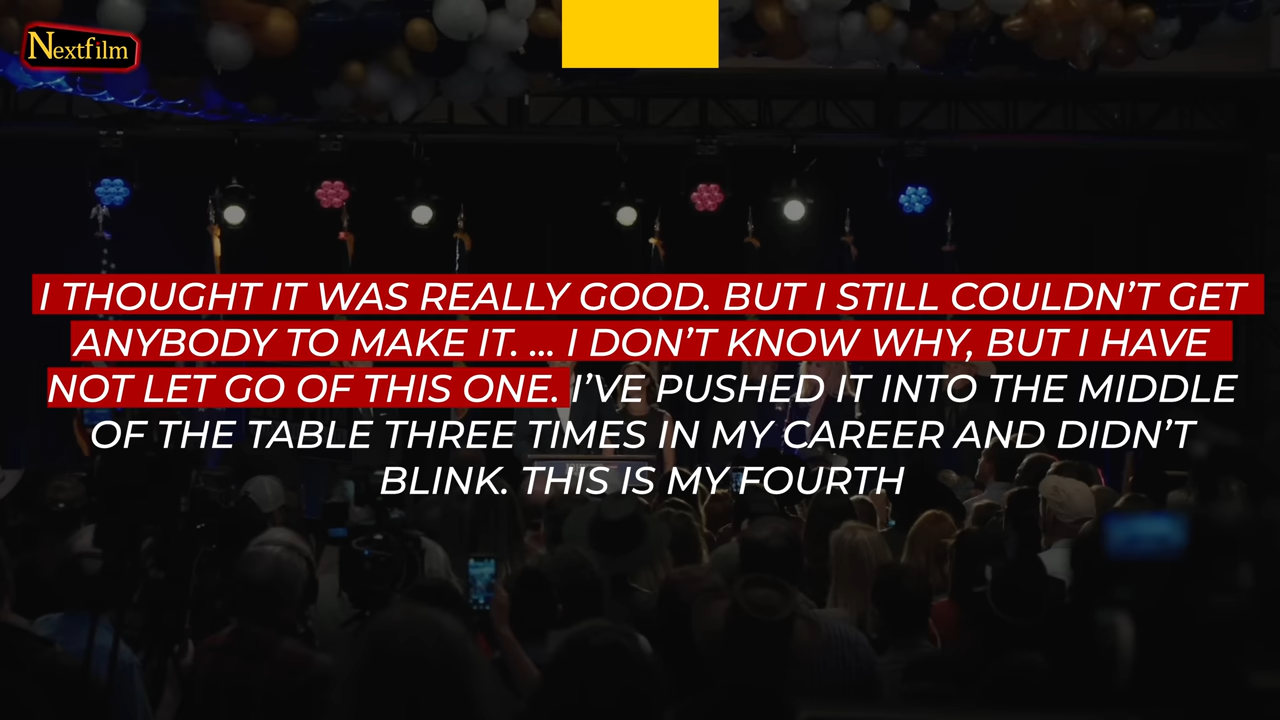 Nextfilm
I THOUGHT IT WAS REALLY GOOD. BUT I STILL COULDN’T GET
ANYBODY TO MAKE IT. ... I DON’T KNOW WHY, BUT I HAVE
NOT LET GO OF THIS ONE. I’VE PUSHED IT INTO THE MIDDLE
OF THE TABLE THREE TIMES IN MY CAREER AND DIDN’T
BLINK. THIS IS MY FOURTH